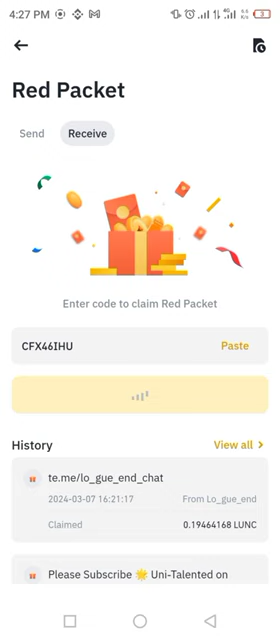 4:27 PM
Red Packet
Send Receive
Enter code to claim Red Packet
CFX46IHU Paste
History View all
te.me/lo_gue_end_chat
2024-03-07 16:21:17 From Lo_gue_end
Claimed 0.19464168 LUNC
Please Subscribe 🌟 Uni-Talented on